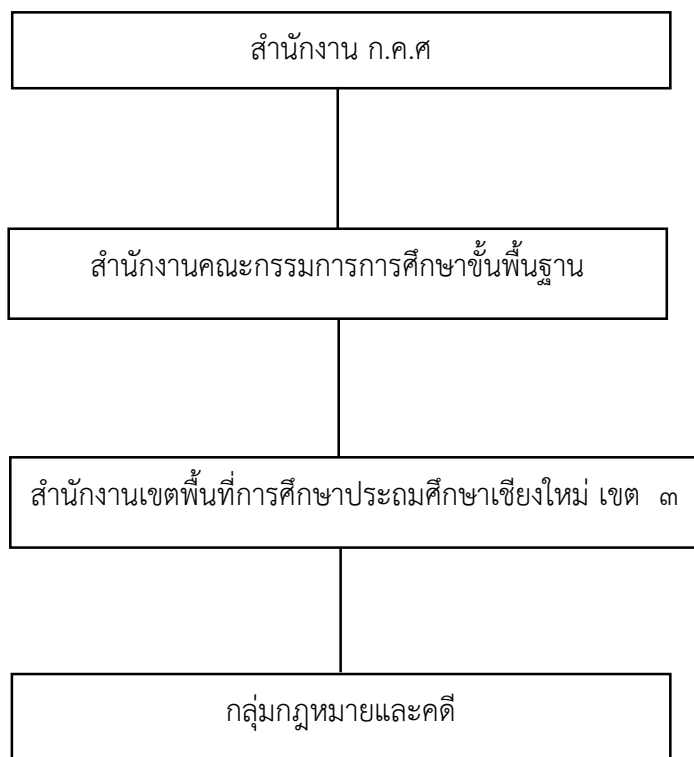 สำนักงาน ก.ค.ศ
สำนักงานคณะกรรมการการศึกษาขั้นพื้นฐาน
สำนักงานเขตพื้นที่การศึกษาประถมศึกษาเชียงใหม่ เขต ๓
กลุ่มกฎหมายและคดี